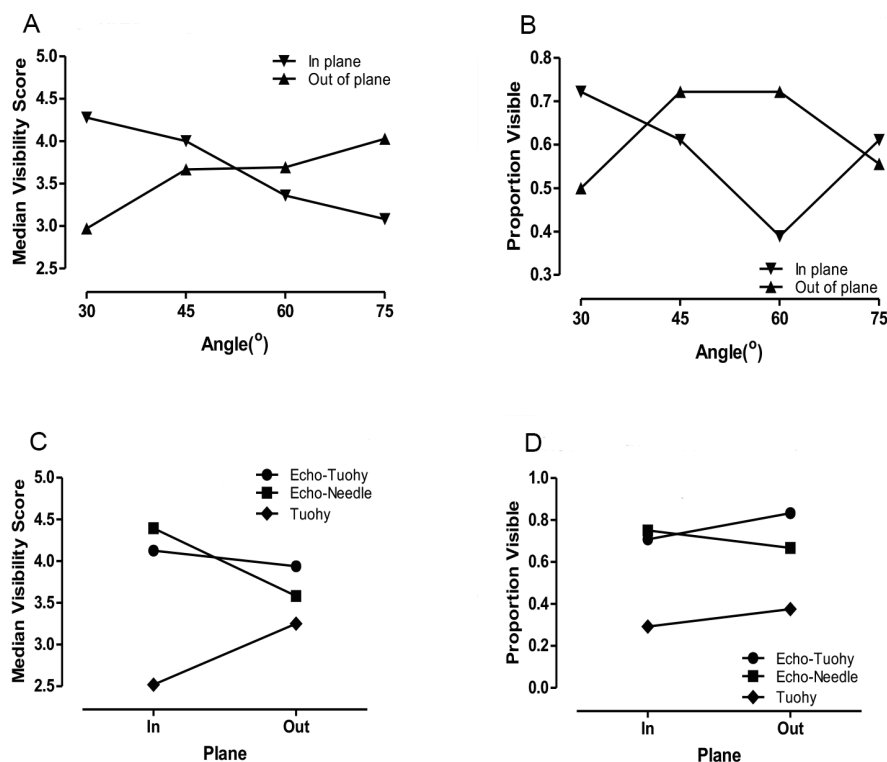 A
Median Visibility Score
5.0
4.5
4.0
3.5
3.0
2.5
In plane
Out of plane
30 45 60 75
Angle(o)
B
Proportion Visible
0.8
0.7
0.6
0.5
0.4
0.3
In plane
Out of plane
30 45 60 75
Angle(o)
C
Median Visibility Score
5.0
4.5
4.0
3.5
3.0
2.5
Echo-Tuohy
Echo-Needle
Tuohy
In Out
Plane
D
Proportion Visible
1.0
0.8
0.6
0.4
0.2
0.0
Echo-Tuohy
Echo-Needle
Tuohy
In Out
Plane